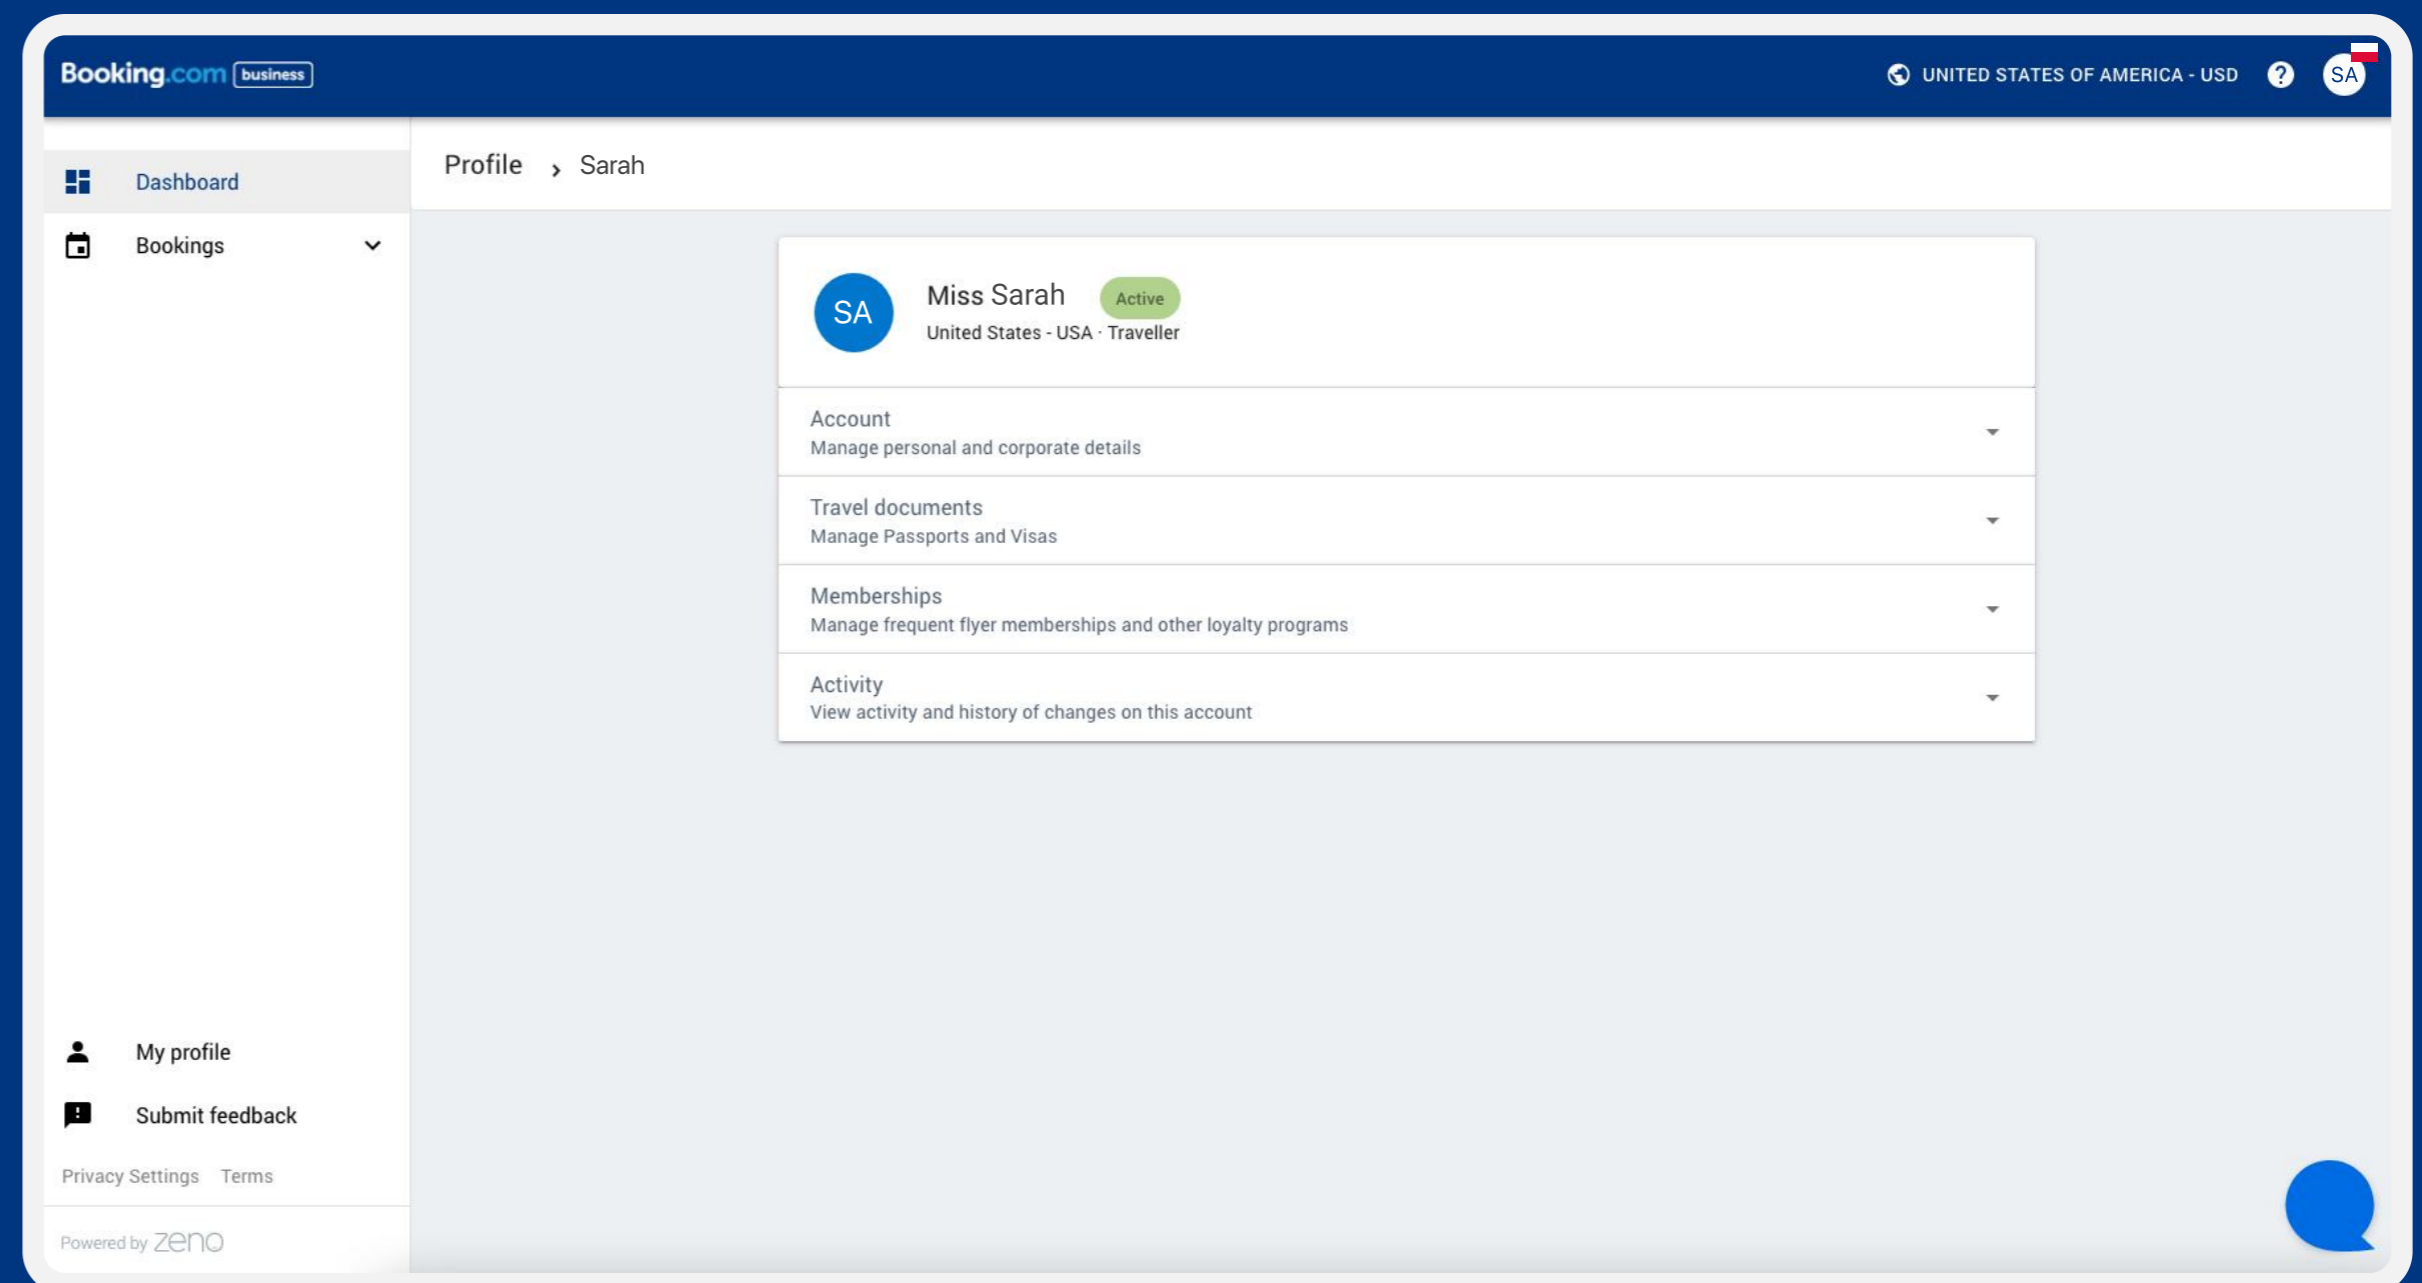 Booking.com business
UNITED STATES OF AMERICA - USD
?
SA
Dashboard
Bookings
Profile › Sarah
SA
Miss Sarah
Active
United States - USA · Traveller
Account
Manage personal and corporate details
Travel documents
Manage Passports and Visas
Memberships
Manage frequent flyer memberships and other loyalty programs
Activity
View activity and history of changes on this account
My profile
Submit feedback
Privacy Settings Terms
Powered by zeno